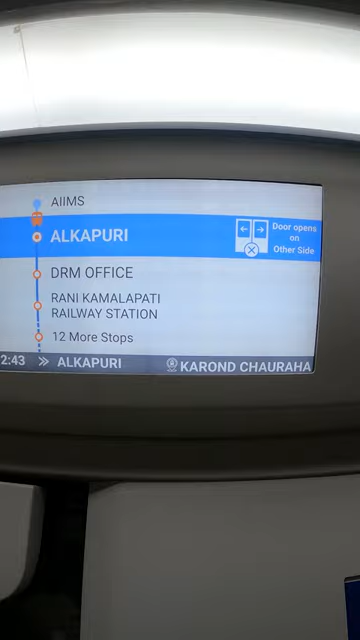 AIIMS
ALKAPURI
Door opens
on
Other Side
DRM OFFICE
RANI KAMALAPATI
RAILWAY STATION
12 More Stops
2:43 » ALKAPURI KAROND CHAURAHA